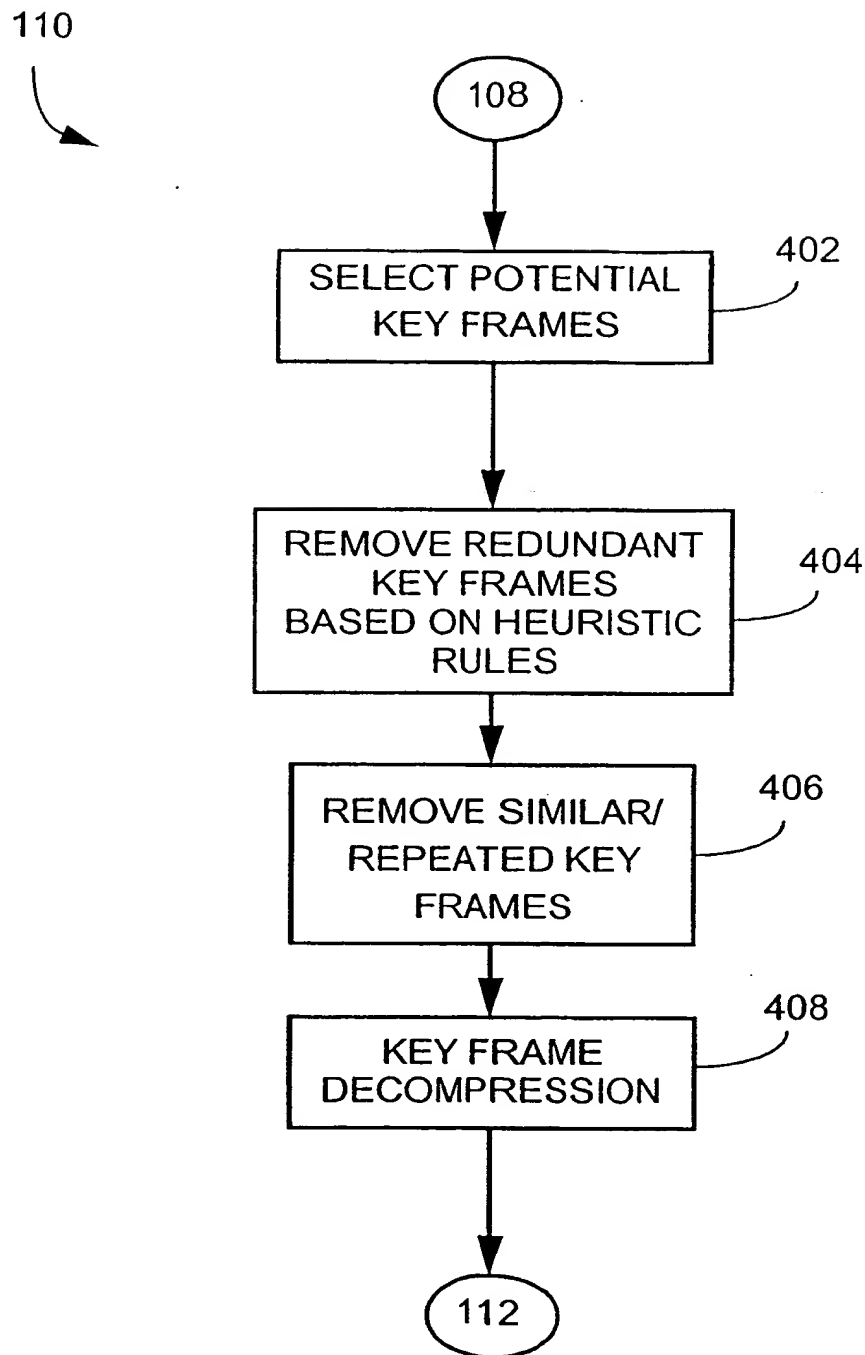 110
108
SELECT POTENTIAL
KEY FRAMES
402
REMOVE REDUNDANT
KEY FRAMES
BASED ON HEURISTIC
RULES
404
REMOVE SIMILAR/
REPEATED KEY
FRAMES
406
KEY FRAME
DECOMPRESSION
408
112